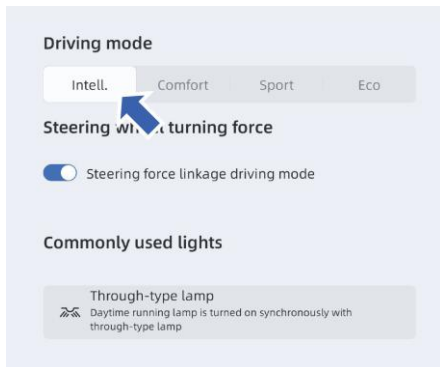 Driving mode
Intell. Comfort Sport Eco
Steering turning force
Steering force linkage driving mode
Commonly used lights
Through-type lamp
Daytime running lamp is turned on synchronously with
through-type lamp